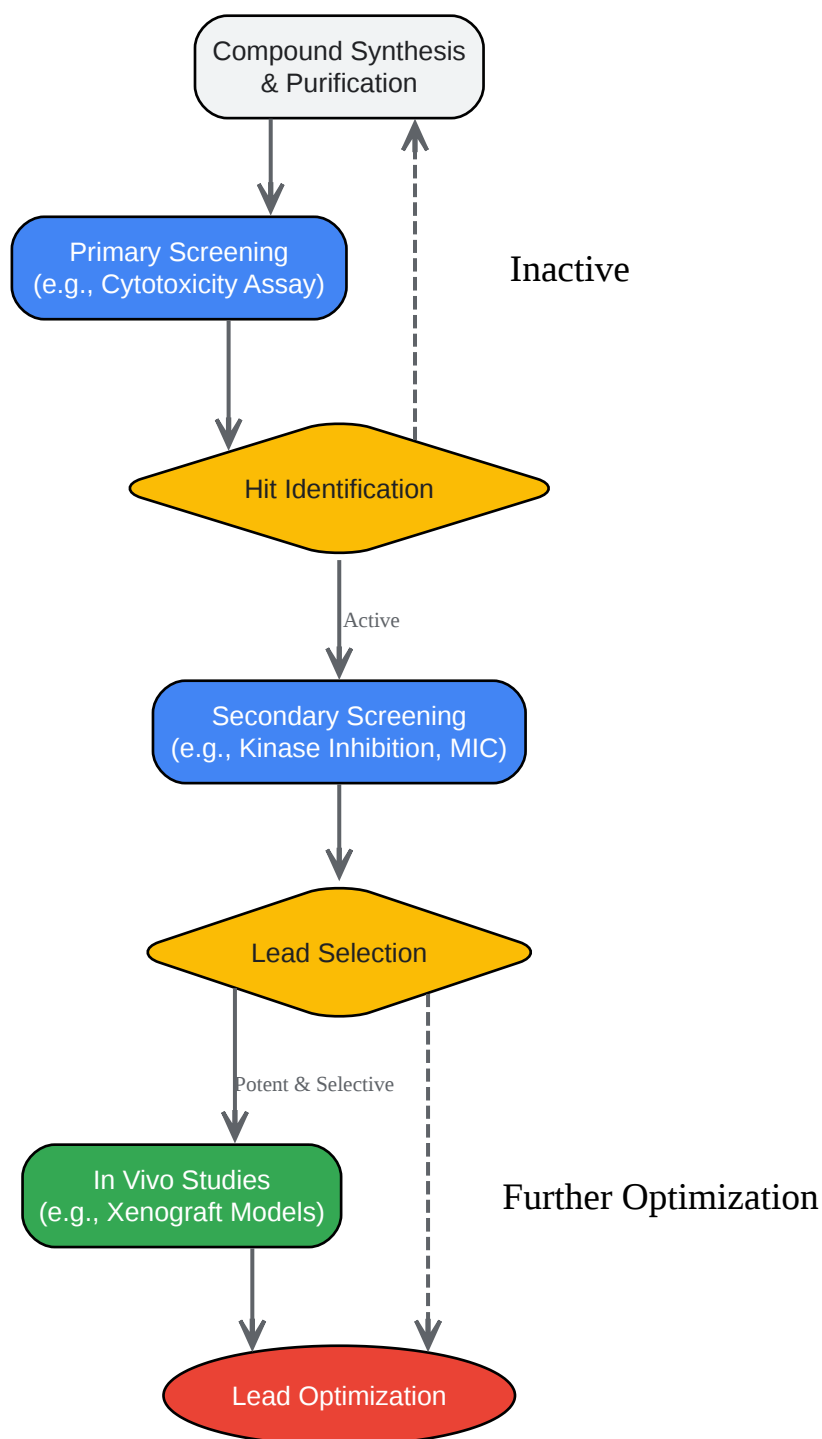 Compound Synthesis
& Purification
Primary Screening
(e.g., Cytotoxicity Assay)
Inactive
Hit Identification
Active
Secondary Screening
(e.g., Kinase Inhibition, MIC)
Lead Selection
Potent & Selective
In Vivo Studies
(e.g., Xenograft Models)
Further Optimization
Lead Optimization